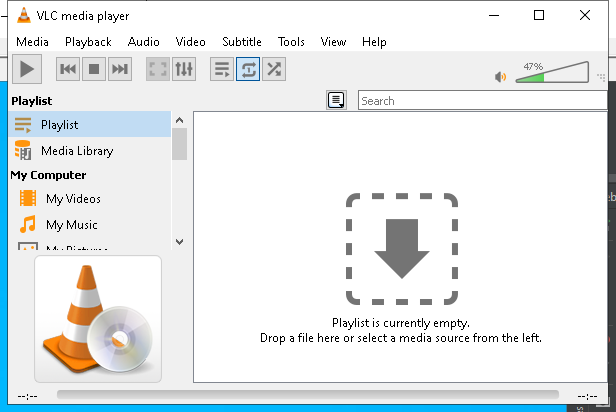 VLC media player
Media Playback Audio Video Subtitle Tools View Help
47%
Playlist
Search
Playlist
Media Library
My Computer
My Videos
My Music
My Pictures
Playlist is currently empty.
Drop a file here or select a media source from the left.
--:-- --:--